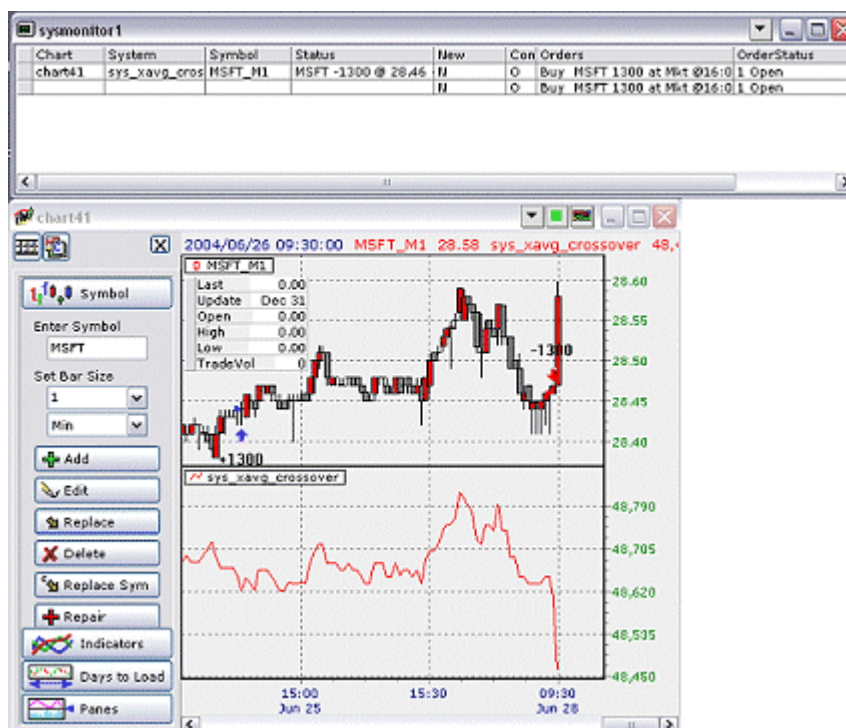 sysmonitor1
Chart System Symbol Status New Con Orders OrderStatus
chart41 sys_xavg_cros MSFT_M1 MSFT -1300 @ 28.46 N O Buy MSFT 1300 at Mkt @16:0 1 Open
N O Buy MSFT 1300 at Mkt @16:0 1 Open
chart41
2004/06/26 09:30:00 MSFT_M1 28.58 sys_xavg_crossover 48,
Symbol
Enter Symbol
MSFT
Set Bar Size
1
Min
Add
Edit
Replace
Delete
Replace Sym
Repair
Indicators
Days to Load
Panes
MSFT_M1
Last 0.00
Update Dec 31
Open 0.00
High 0.00
Low 0.00
TradeVol 0
-1300
+1300
28.60
28.55
28.50
28.45
28.40
sys_xavg_crossover
48,790
48,705
48,620
48,535
48,450
15:00 15:30 09:30
Jun 25 Jun 28